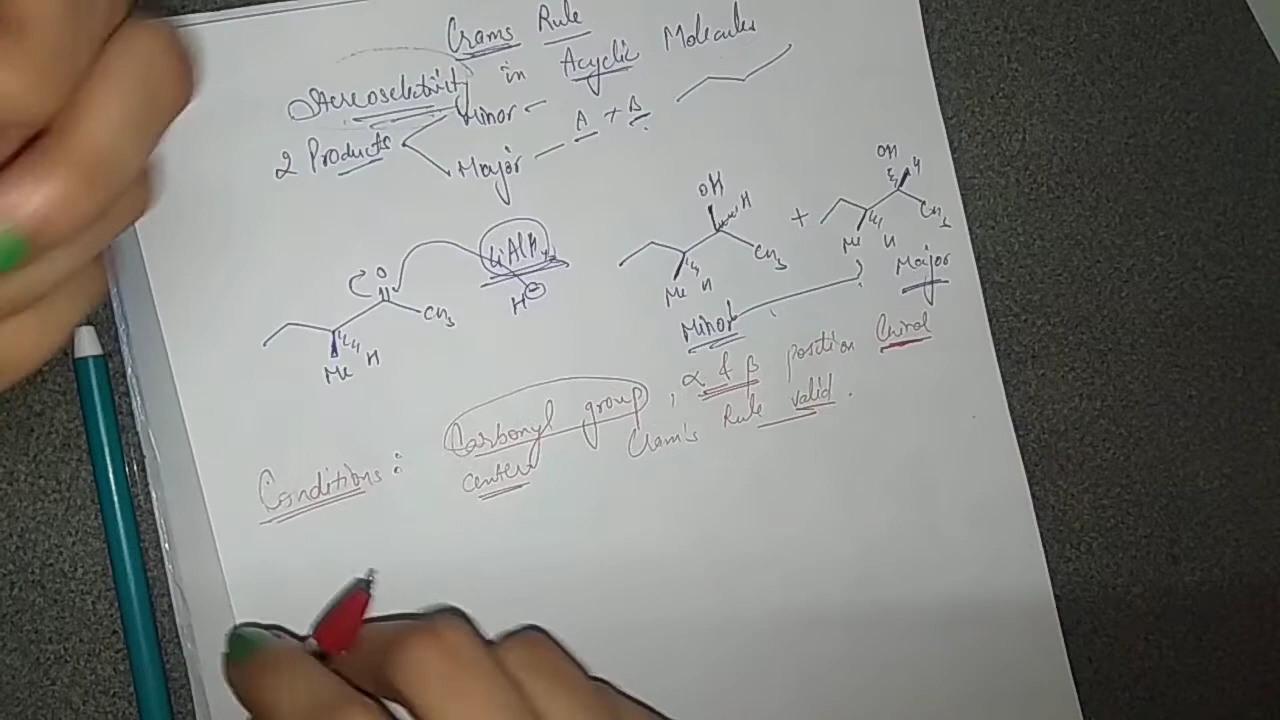 Crams Rule
Stereoselectivity in Acyclic Molecules
2 Products
Minor
Major
A + B
O
CH3
Me H
LiAlH4
H⊖
OH
H
CH3
Me H
Minor
+
OH
H
CH3
Me H
Major
Conditions: Carbonyl group, α & β position Chiral
center Cram's Rule valid.